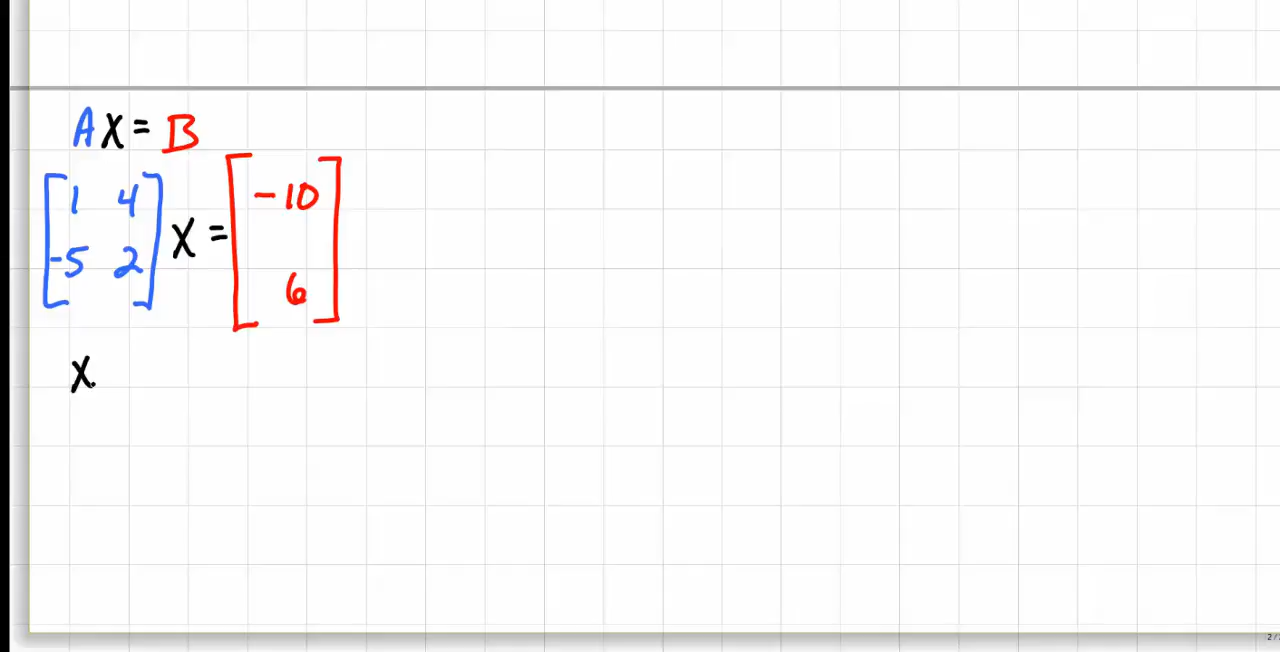 AX = B
[1 4
-5 2] X = [-10
6]
X